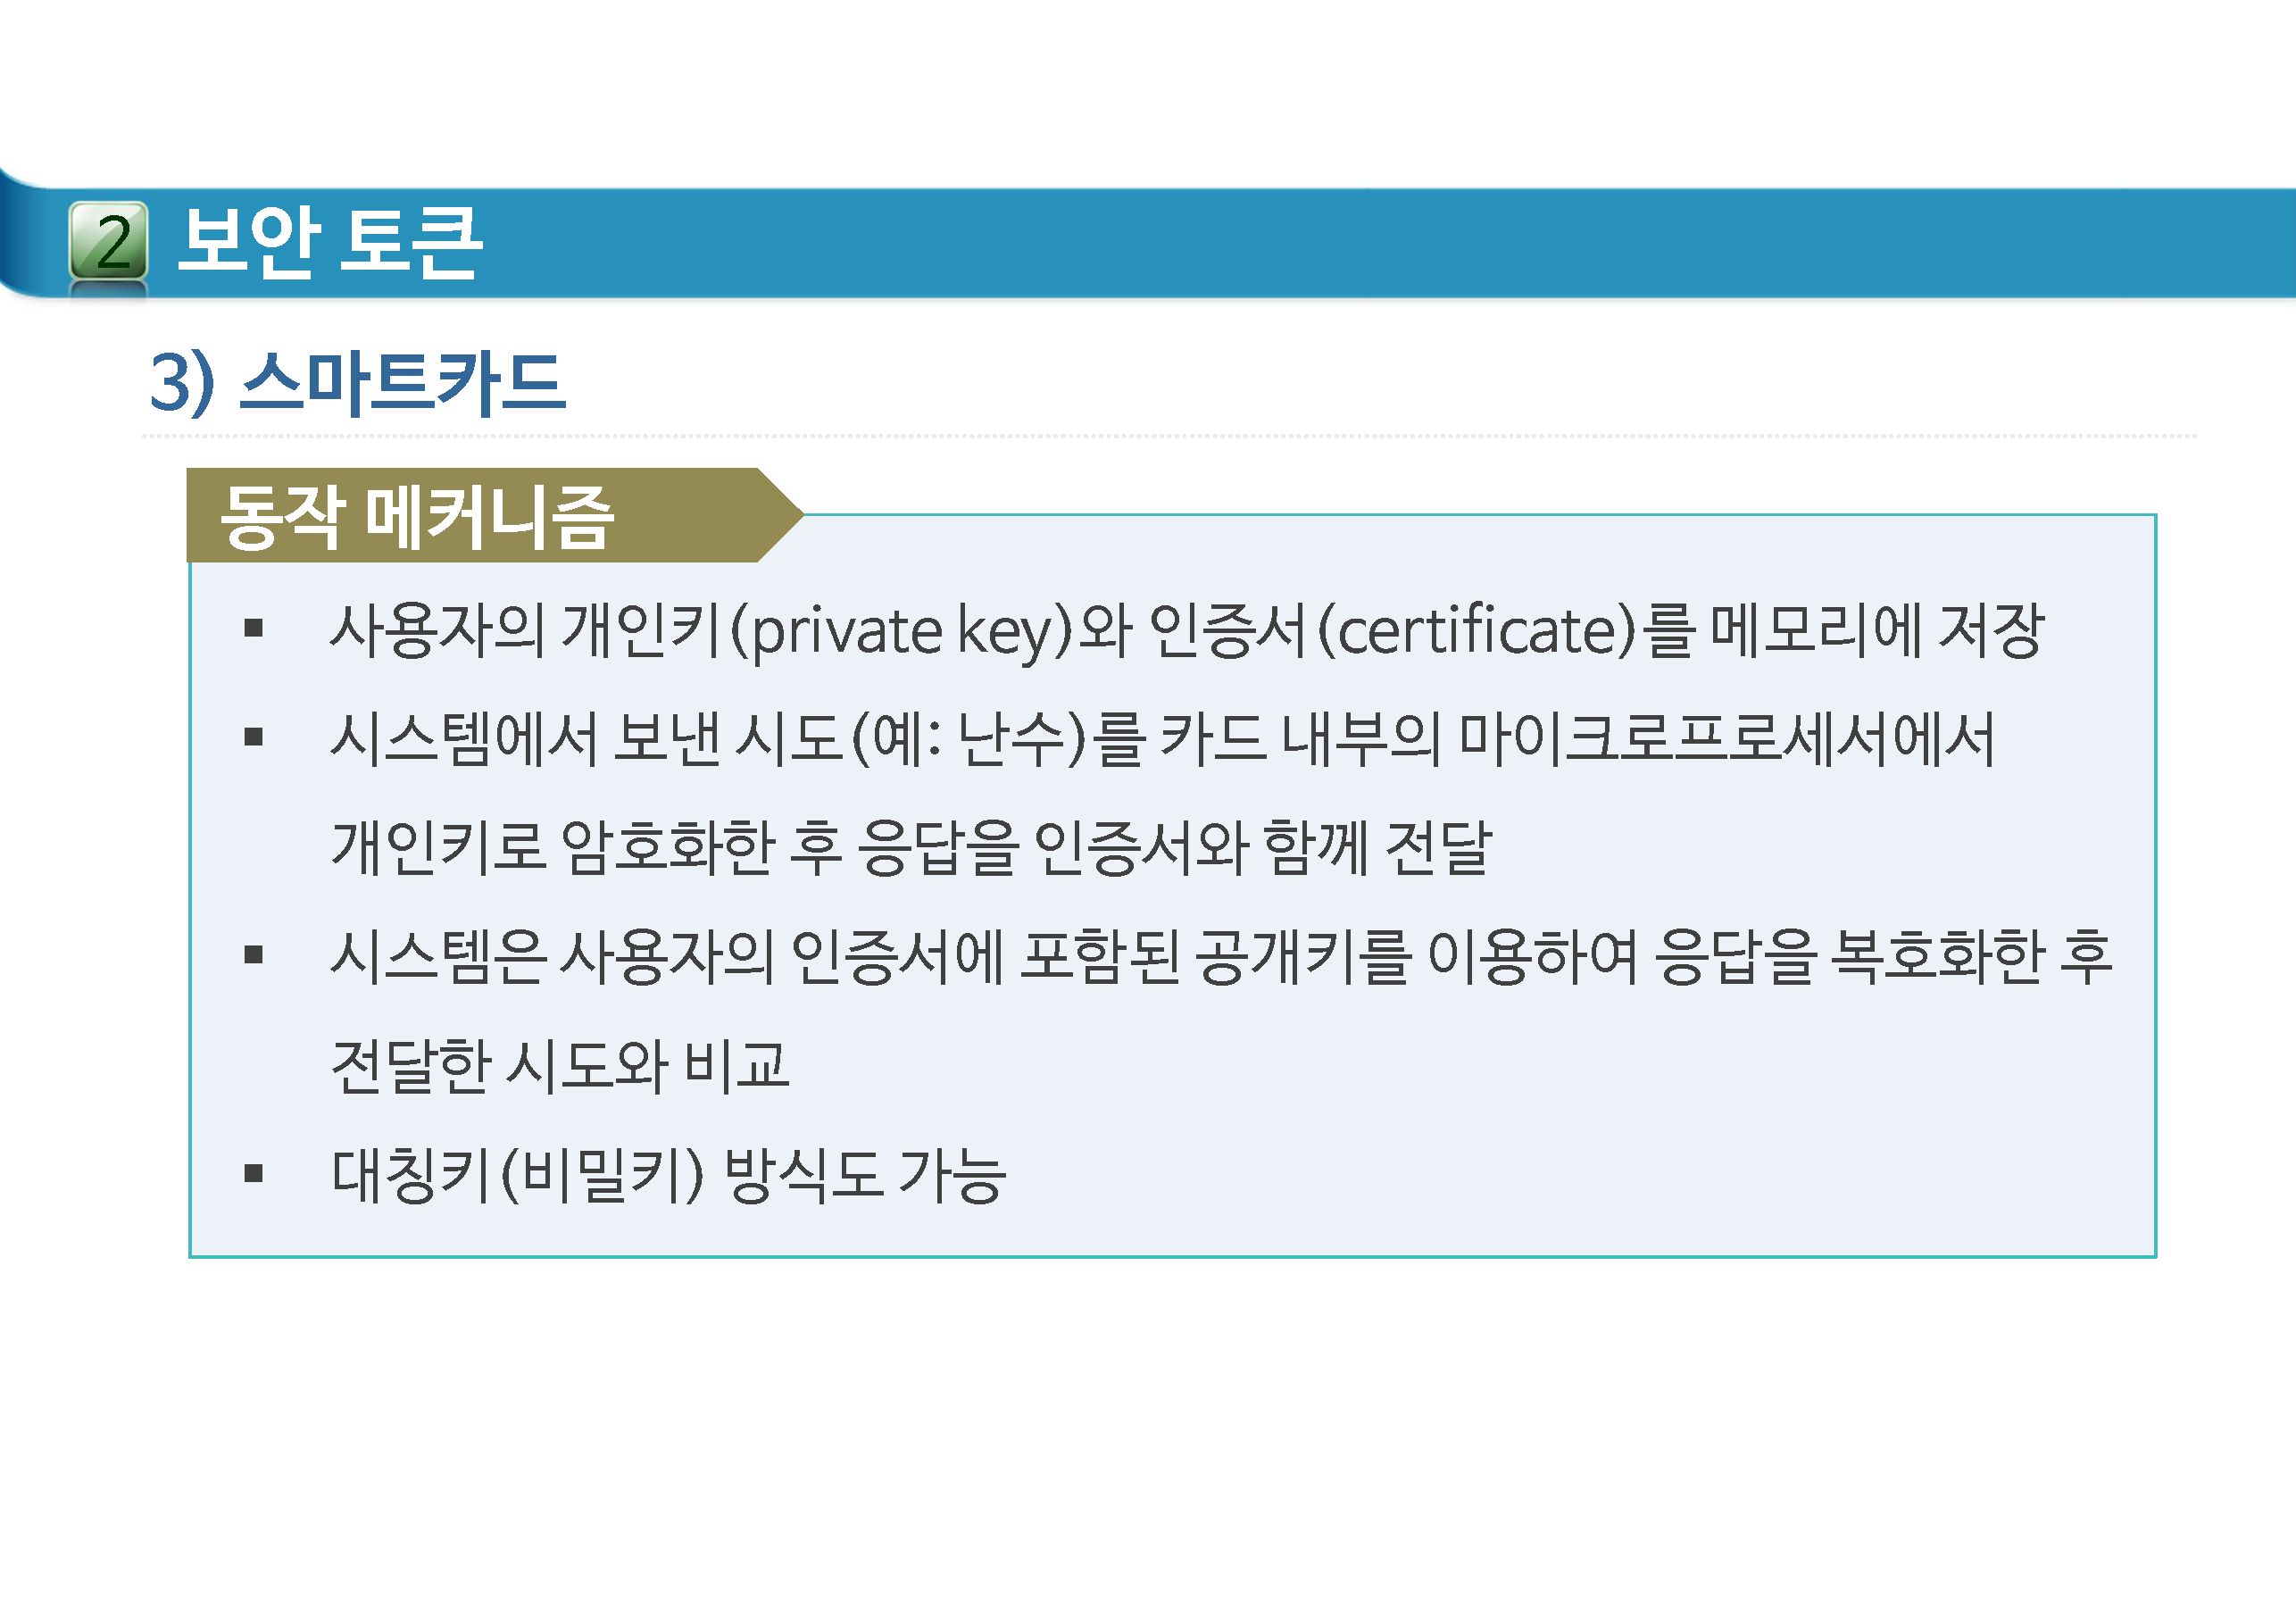 2 보안 토큰
3) 스마트카드
동작 메커니즘
▪ 사용자의 개인키(private key)와 인증서(certificate)를 메모리에 저장
▪ 시스템에서 보낸 시도(예: 난수)를 카드 내부의 마이크로프로세서에서
개인키로 암호화한 후 응답을 인증서와 함께 전달
▪ 시스템은 사용자의 인증서에 포함된 공개키를 이용하여 응답을 복호화한 후
전달한 시도와 비교
▪ 대칭키(비밀키) 방식도 가능